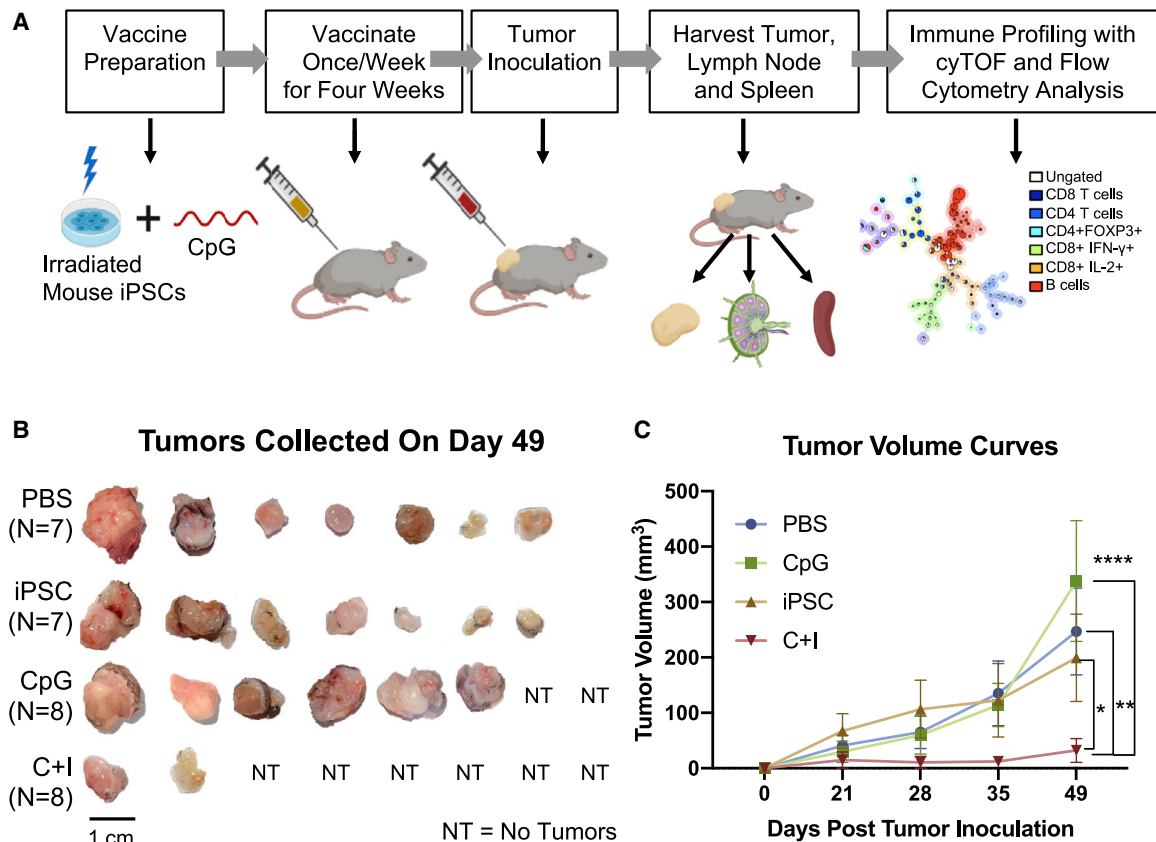 A
Vaccine
Preparation
Vaccinate
Once/Week
for Four Weeks
Tumor
Inoculation
Harvest Tumor,
Lymph Node
and Spleen
Immune Profiling with
cyTOF and Flow
Cytometry Analysis
+
CpG
Irradiated
Mouse iPSCs
Ungated
CD8 T cells
CD4 T cells
CD4+FOXP3+
CD8+ IFN-γ+
CD8+ IL-2+
B cells
B
Tumors Collected On Day 49
PBS
(N=7)
iPSC
(N=7)
CpG
(N=8)
NT NT
C+I
(N=8)
NT NT NT NT NT NT
1 cm
NT = No Tumors
C
Tumor Volume Curves
Tumor Volume (mm³)
500
400
300
200
100
0
PBS
CpG
iPSC
C+I
****
**
*
0 21 28 35 49
Days Post Tumor Inoculation